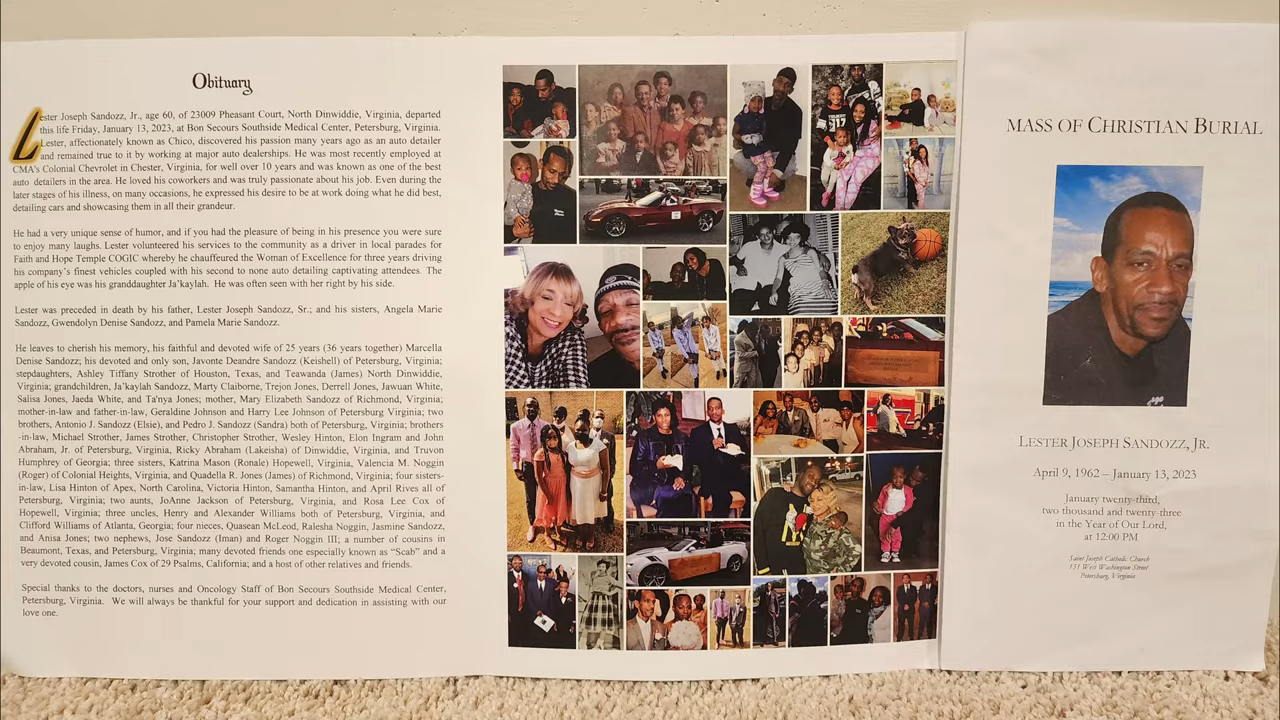 Obituary
Lester Joseph Sandozz, Jr., age 60, of 23009 Pheasant Court, North Dinwiddie, Virginia, departed
this life Friday, January 13, 2023, at Bon Secours Southside Medical Center, Petersburg, Virginia.
Lester, affectionately known as Chico, discovered his passion many years ago as an auto detailer
and remained true to it by working at major auto dealerships. He was most recently employed at
CMA's Colonial Chevrolet in Chester, Virginia, for well over 10 years and was known as one of the best
auto detailers in the area. He loved his coworkers and was truly passionate about his job. Even during the
later stages of his illness, on many occasions, he expressed his desire to be at work doing what he did best,
detailing cars and showcasing them in all their grandeur.
He had a very unique sense of humor, and if you had the pleasure of being in his presence you were sure
to enjoy many laughs. Lester volunteered his services to the community as a driver in local parades for
Faith and Hope Temple COGIC whereby he chauffeured the Woman of Excellence for three years driving
his company's finest vehicles coupled with his second to none auto detailing captivating attendees. The
apple of his eye was his granddaughter Ja'kaylah. He was often seen with her right by his side.
Lester was preceded in death by his father, Lester Joseph Sandozz, Sr.; and his sisters, Angela Marie
Sandozz, Gwendolyn Denise Sandozz, and Pamela Marie Sandozz.
He leaves to cherish his memory, his faithful and devoted wife of 25 years (36 years together) Marcella
Denise Sandozz; his devoted and only son, Javonte Deandre Sandozz (Keishell) of Petersburg, Virginia;
stepdaughters, Ashley Tiffany Strother of Houston, Texas, and Teawanda (James) North Dinwiddie,
Virginia; grandchildren, Ja'kaylah Sandozz, Marty Claiborne, Trejon Jones, Derrell Jones, Jawuan White,
Salisa Jones, Jaeda White, and Ta'nya Jones; mother, Mary Elizabeth Sandozz of Richmond, Virginia;
mother-in-law and father-in-law, Geraldine Johnson and Harry Lee Johnson of Petersburg Virginia; two
brothers, Antonio J. Sandozz (Elsie), and Pedro J. Sandozz (Sandra) both of Petersburg, Virginia; brothers
-in-law, Michael Strother, James Strother, Christopher Strother, Wesley Hinton, Elon Ingram and John
Abraham, Jr. of Petersburg, Virginia, Ricky Abraham (Lakeisha) of Dinwiddie, Virginia, and Truvon
Humphrey of Georgia; three sisters, Katrina Mason (Ronale) Hopewell, Virginia, Valencia M. Noggin
(Roger) of Colonial Heights, Virginia, and Quadella R. Jones (James) of Richmond, Virginia; four sisters-
in-law, Lisa Hinton of Apex, North Carolina, Victoria Hinton, Samantha Hinton, and April Rives all of
Petersburg, Virginia; two aunts, JoAnne Jackson of Petersburg, Virginia, and Rosa Lee Cox of
Hopewell, Virginia; three uncles, Henry and Alexander Williams both of Petersburg, Virginia, and
Clifford Williams of Atlanta, Georgia; four nieces, Quasean McLeod, Ralesha Noggin, Jasmine Sandozz,
and Anisa Jones; two nephews, Jose Sandozz (Iman) and Roger Noggin III; a number of cousins in
Beaumont, Texas, and Petersburg, Virginia; many devoted friends one especially known as "Scab" and a
very devoted cousin, James Cox of 29 Psalms, California; and a host of other relatives and friends.
Special thanks to the doctors, nurses and Oncology Staff of Bon Secours Southside Medical Center,
Petersburg, Virginia. We will always be thankful for your support and dedication in assisting with our
love one.
MASS OF CHRISTIAN BURIAL
LESTER JOSEPH SANDOZZ, JR.
April 9, 1962 – January 13, 2023
January twenty-third,
two thousand and twenty-three
in the Year of Our Lord,
at 12:00 PM
Saint Joseph Catholic Church
151 West Washington Street
Petersburg, Virginia